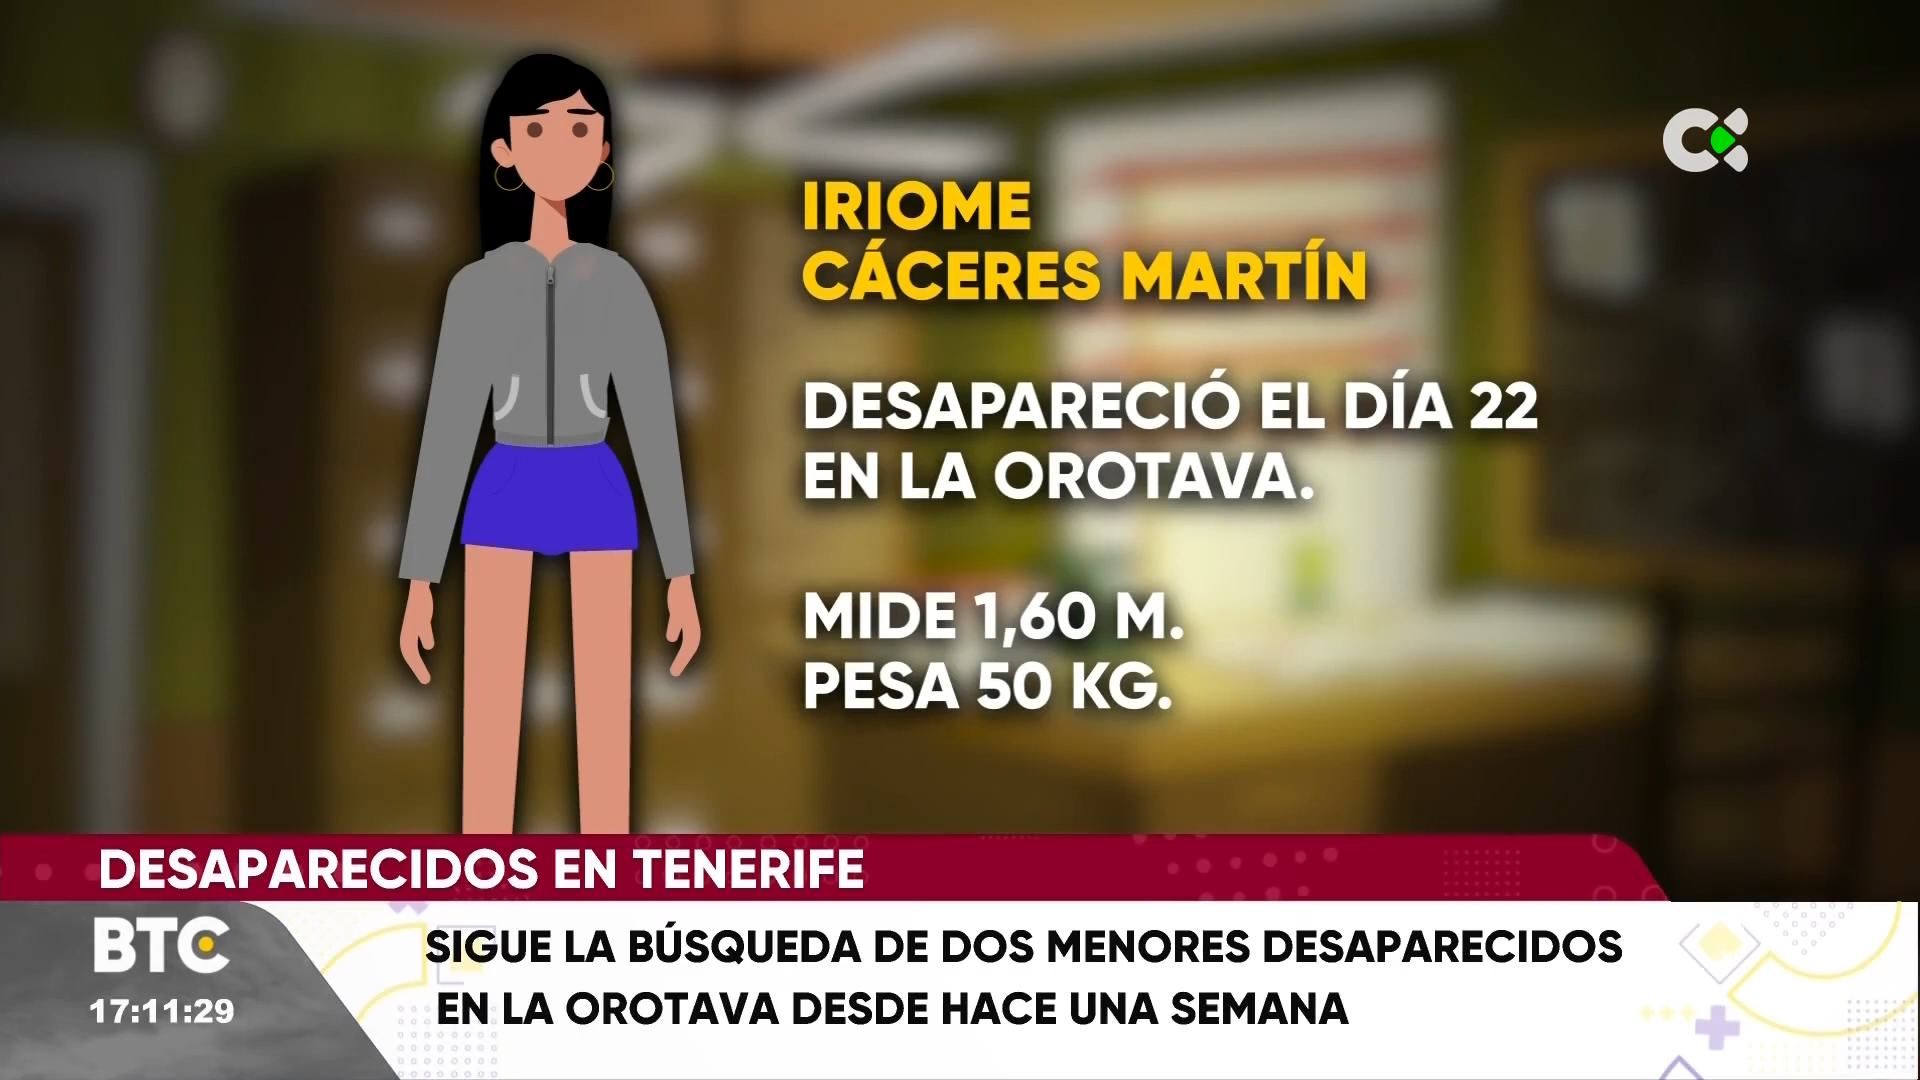 IRIOME
CÁCERES MARTÍN
DESAPARECIÓ EL DÍA 22
EN LA OROTAVA.
MIDE 1,60 M.
PESA 50 KG.
DESAPARECIDOS EN TENERIFE
BTC
17:11:29
SIGUE LA BÚSQUEDA DE DOS MENORES DESAPARECIDOS
EN LA OROTAVA DESDE HACE UNA SEMANA